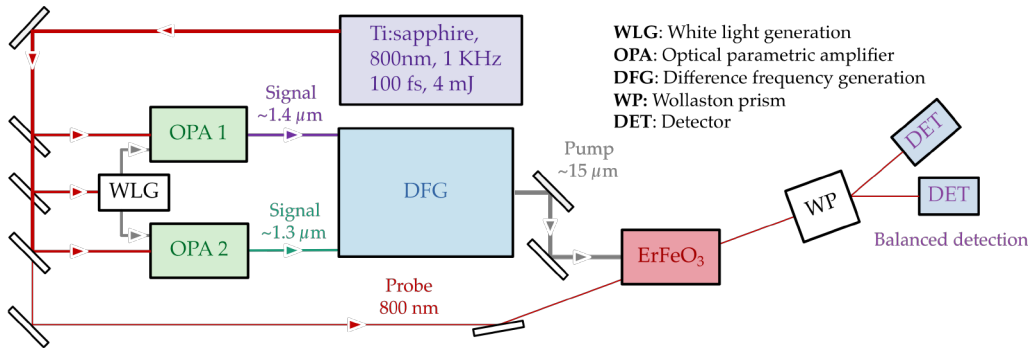 Ti:sapphire,
800nm, 1 KHz
100 fs, 4 mJ
WLG: White light generation
OPA: Optical parametric amplifier
DFG: Difference frequency generation
WP: Wollaston prism
DET: Detector
Signal
~1.4 μm
OPA 1
WLG
DFG
Pump
~15 μm
DET
DET
WP
Signal
~1.3 μm
OPA 2
Balanced detection
ErFeO₃
Probe
800 nm